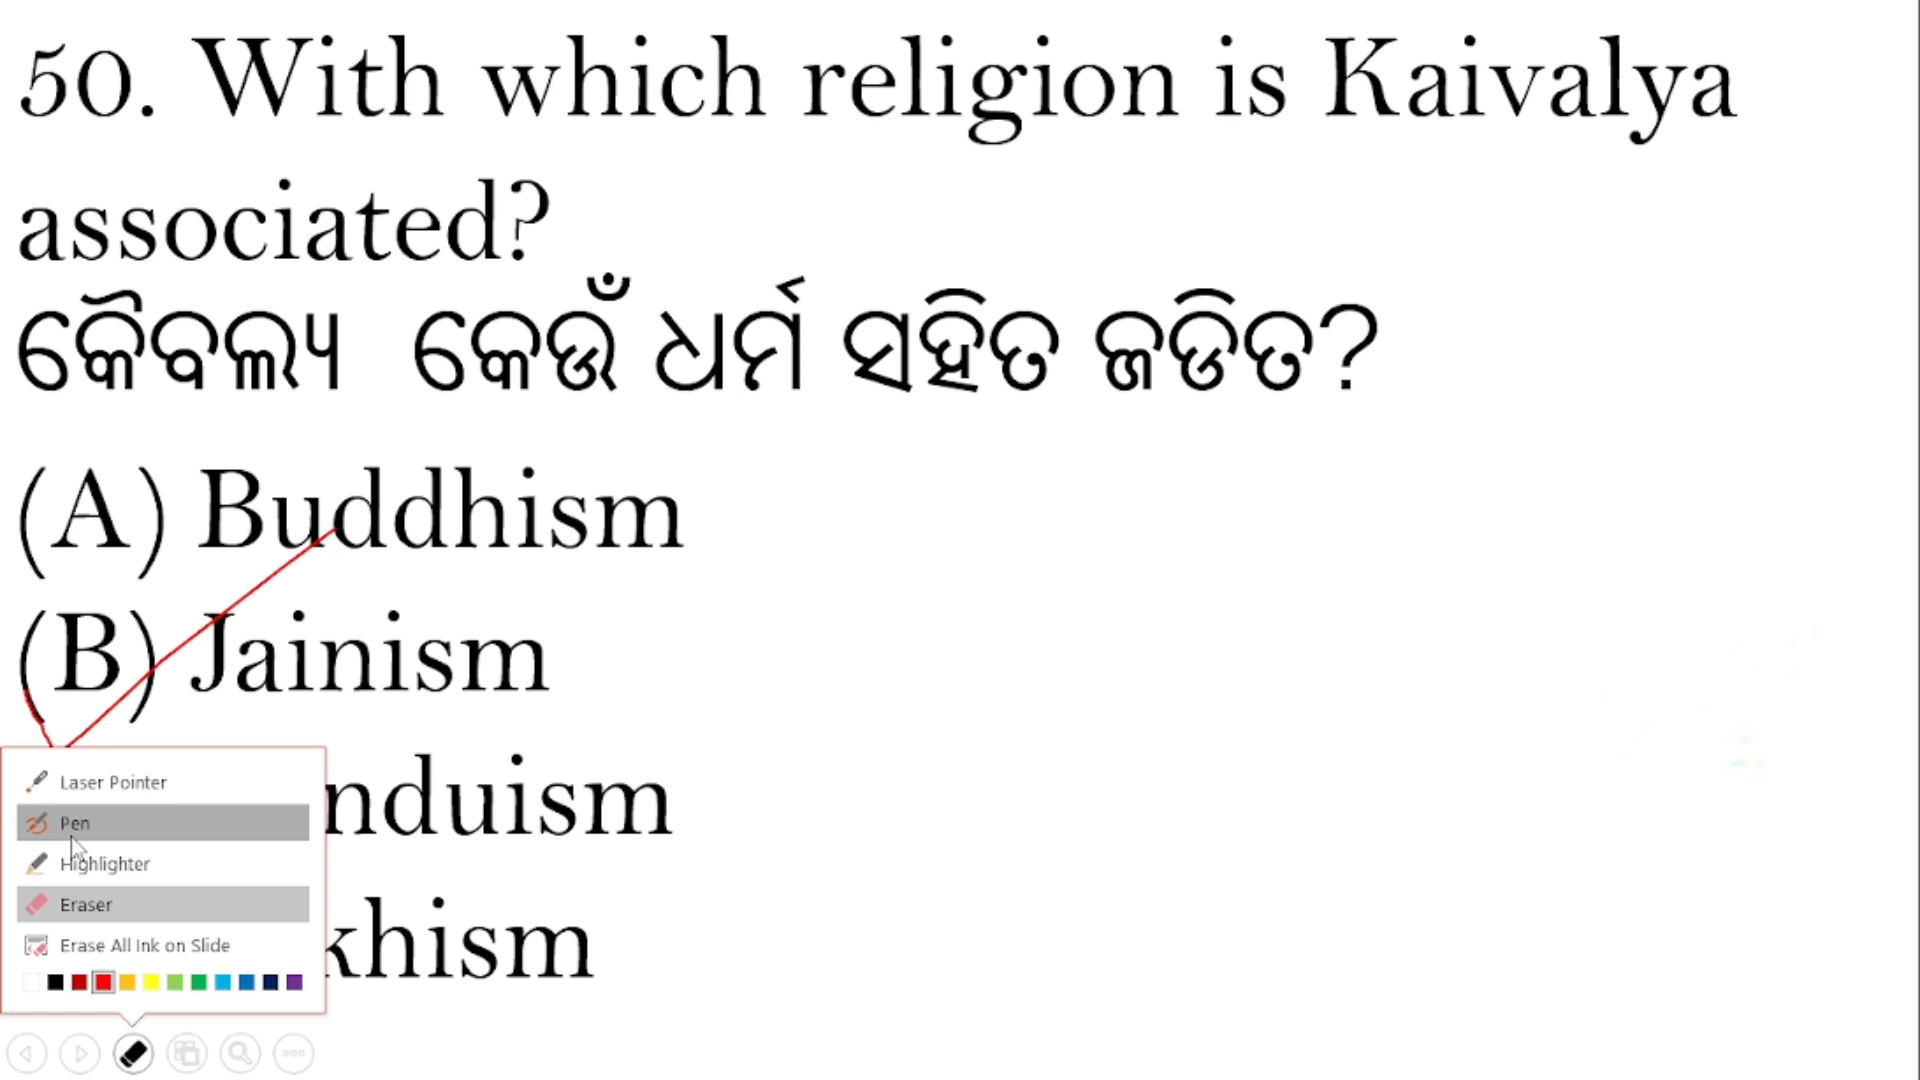 50. With which religion is Kaivalya
associated?
କୈବଲ୍ୟ କେଉଁ ଧର୍ମ ସହିତ ଜଡିତ?
(A) Buddhism
(B) Jainism
nduism
khism
Laser Pointer
Pen
Highlighter
Eraser
Erase All Ink on Slide